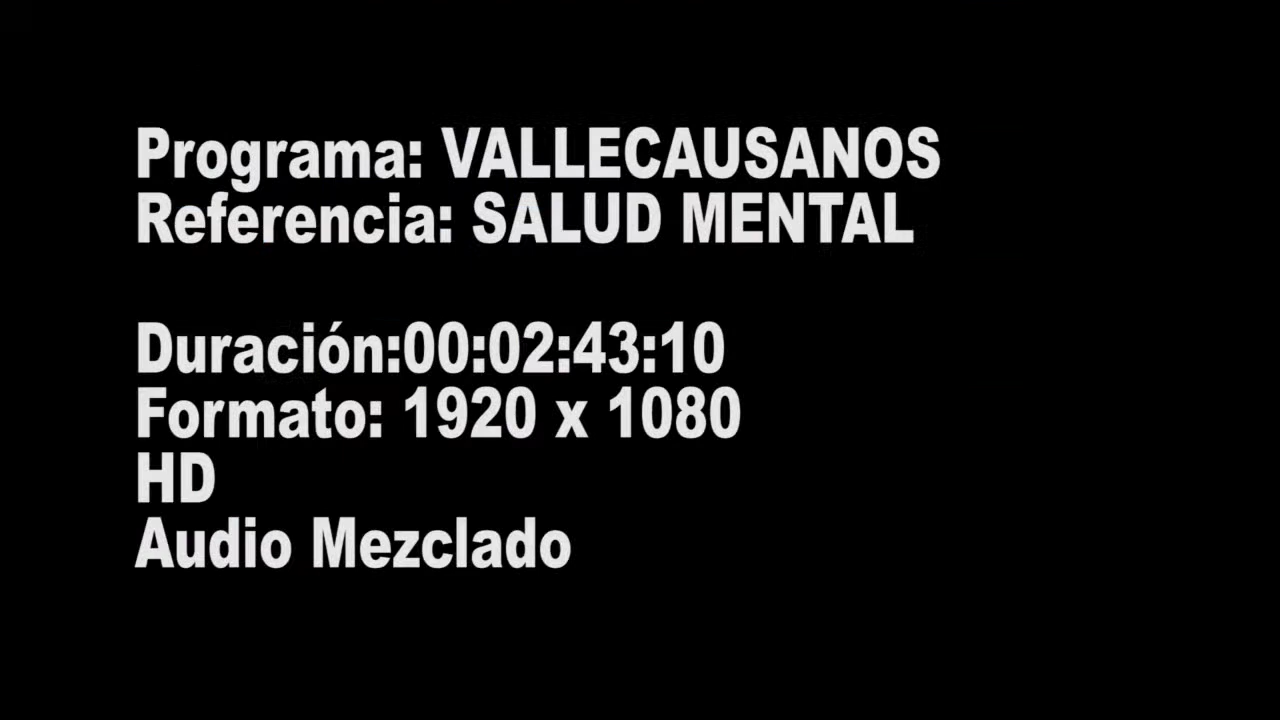 Programa: VALLECAUSANOS
Referencia: SALUD MENTAL
Duración:00:02:43:10
Formato: 1920 x 1080
HD
Audio Mezclado